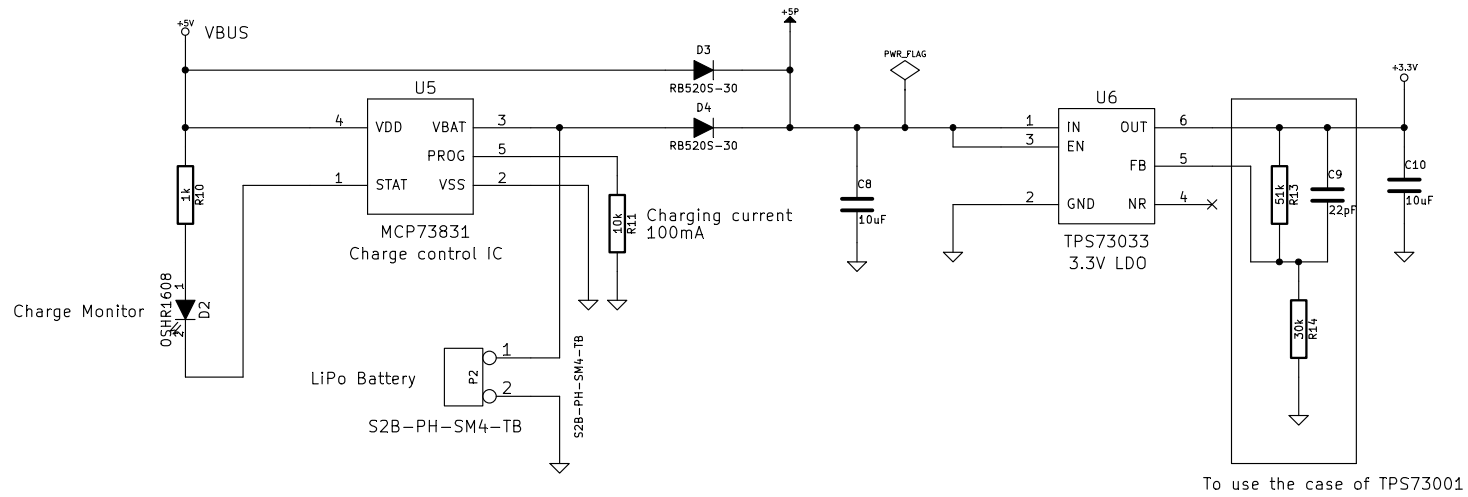 +5V
VBUS
+5P
D3
RB520S-30
PWR_FLAG
+3.3V
U5
4
VDD
VBAT
3
PROG
5
1
STAT
VSS
2
MCP73831
Charge control IC
D4
RB520S-30
1k
R10
10k
R11
Charging current
100mA
C8
10uF
U6
1
IN
OUT
6
3
EN
FB
5
2
GND
NR
4
TPS73033
3.3V LDO
51k
R13
C9
22pF
C10
10uF
30k
R14
Charge Monitor
OSHR1608
1
2
D2
LiPo Battery
P2
1
2
S2B-PH-SM4-TB
S2B-PH-SM4-TB
To use the case of TPS73001